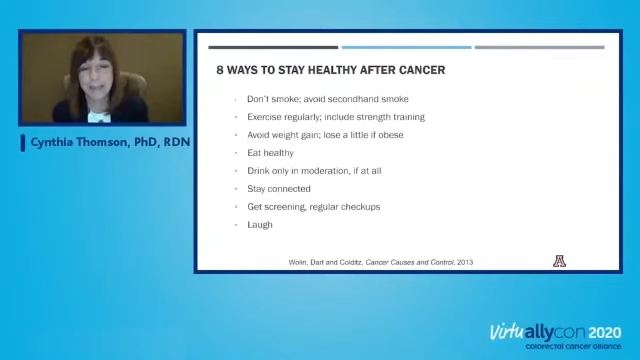 Cynthia Thomson, PhD, RDN
8 WAYS TO STAY HEALTHY AFTER CANCER
Don't smoke; avoid secondhand smoke
Exercise regularly; include strength training
Avoid weight gain; lose a little if obese
Eat healthy
Drink only in moderation, if at all
Stay connected
Get screening, regular checkups
Laugh
Wolin, Dart and Colditz, Cancer Causes and Control, 2013
A
Virtuallycon 2020
colorectal cancer alliance